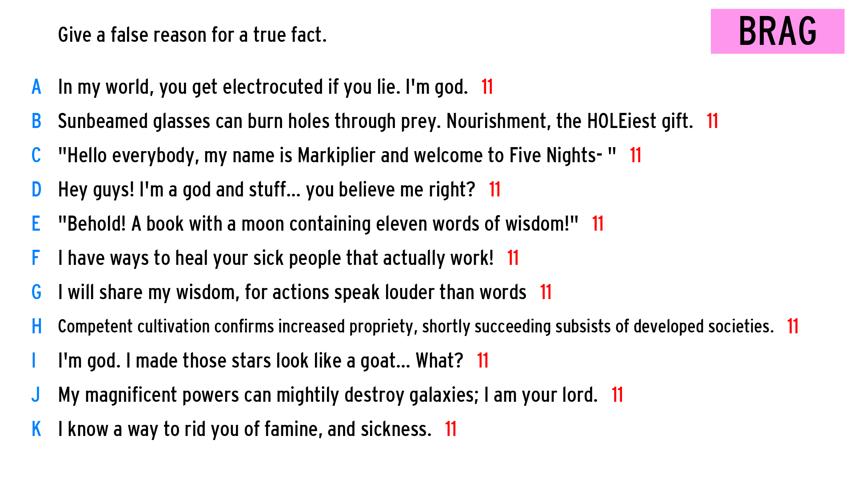 Give a false reason for a true fact.
BRAG
A In my world, you get electrocuted if you lie. I'm god. 11
B Sunbeamed glasses can burn holes through prey. Nourishment, the HOLEiest gift. 11
C "Hello everybody, my name is Markiplier and welcome to Five Nights- " 11
D Hey guys! I'm a god and stuff... you believe me right? 11
E "Behold! A book with a moon containing eleven words of wisdom!" 11
F I have ways to heal your sick people that actually work! 11
G I will share my wisdom, for actions speak louder than words 11
H Competent cultivation confirms increased propriety, shortly succeeding subsists of developed societies. 11
I I'm god. I made those stars look like a goat... What? 11
J My magnificent powers can mightily destroy galaxies; I am your lord. 11
K I know a way to rid you of famine, and sickness. 11